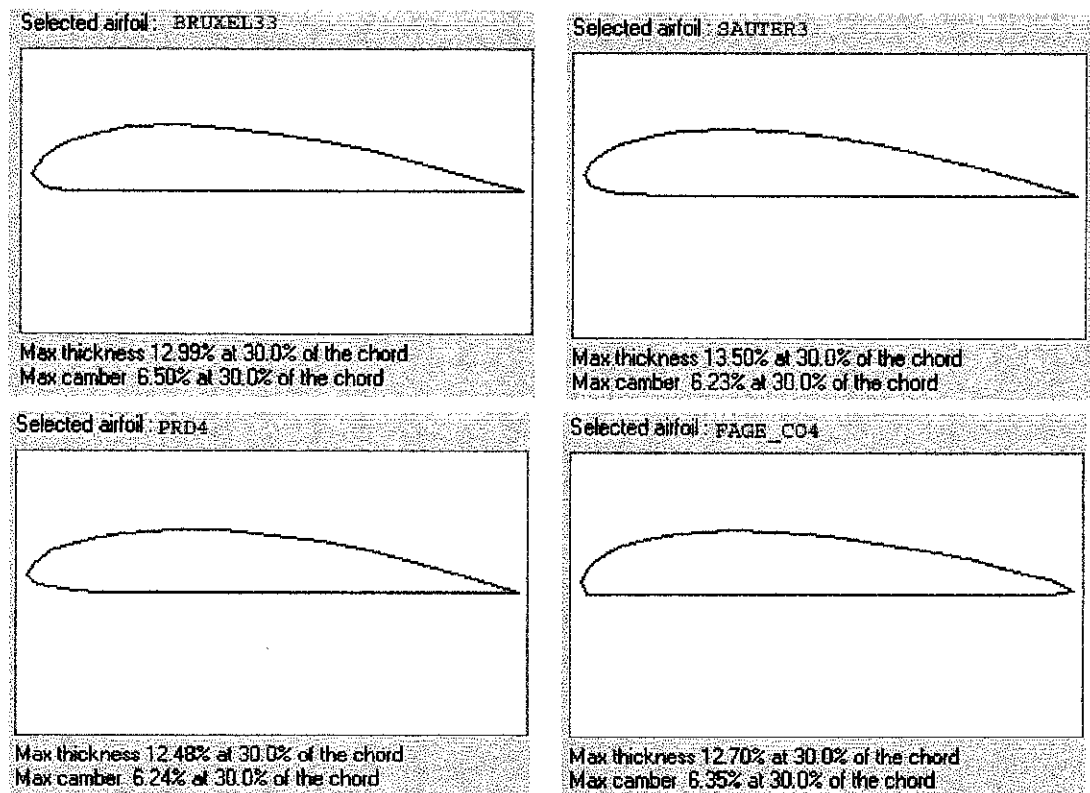 Selected airfoil : BRUXEL33
Max thickness 12.99% at 30.0% of the chord
Max camber 6.50% at 30.0% of the chord
Selected airfoil : SAUTER3
Max thickness 13.50% at 30.0% of the chord
Max camber 6.23% at 30.0% of the chord
Selected airfoil : PRD4
Max thickness 12.48% at 30.0% of the chord
Max camber 6.24% at 30.0% of the chord
Selected airfoil : FAGE_CO4
Max thickness 12.70% at 30.0% of the chord
Max camber 6.35% at 30.0% of the chord